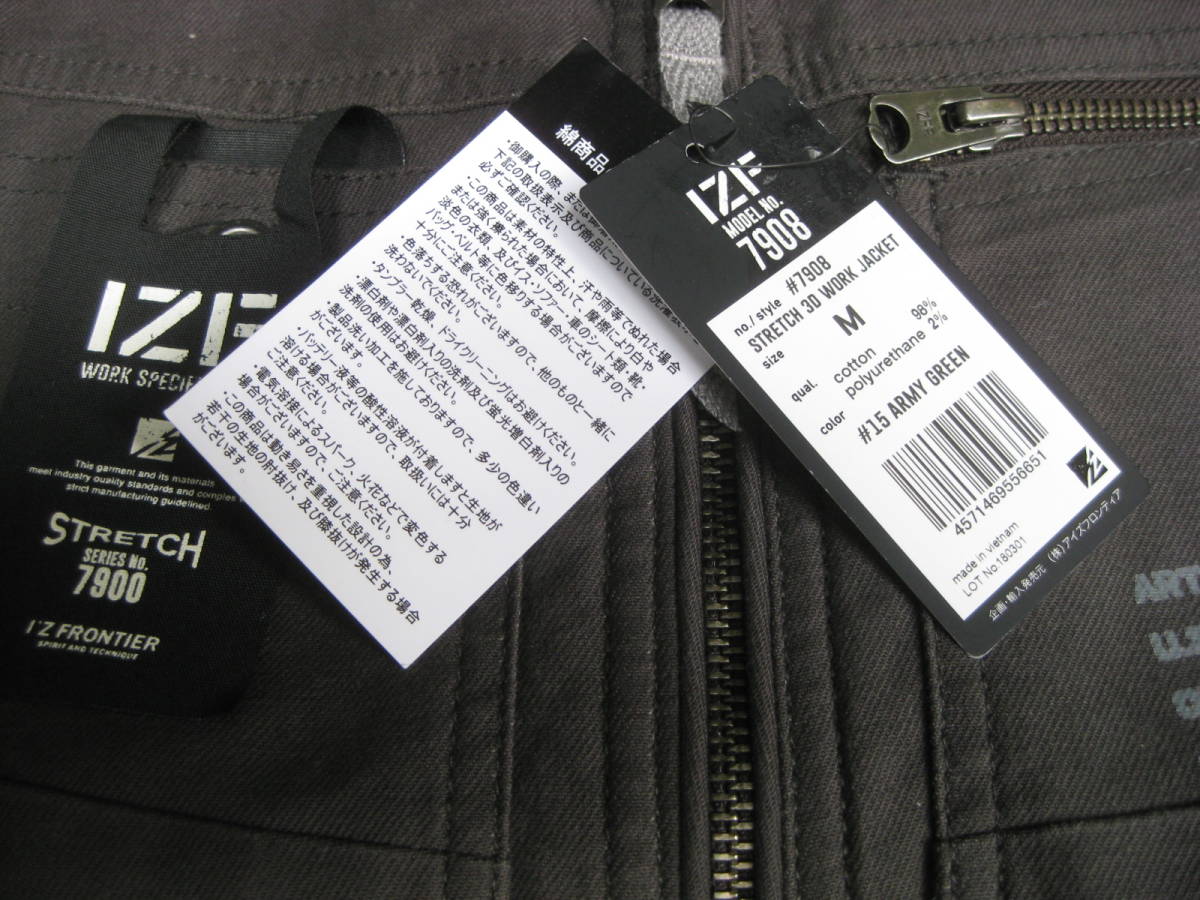 IZF
WORK SPECIF
This garment and its materials
meet industry quality standards and complex
strict manufacturing guidelined.
STRETCH
SERIES NO.
7900
I'Z FRONTIER
SPIRIT AND TECHNIQUE
綿商品
・御購入の際、または
下記の取扱表示及び商品についている洗濯
必ずご確認ください。
・この商品は素材の特性上、汗や雨等でぬれた場合
または強く擦られた場合において、摩擦により白や
淡色の衣類、及びイス・ソファー、車のシート類・靴・
バッグ・ベルト等に色移りする場合がございますので
十分にご注意ください。
・色落ちする恐れがございますので、他のものと一緒に
洗わないでください。
・タンブラー乾燥、ドライクリーニングはお避けください。
・漂白剤や漂白剤入りの洗剤及び蛍光増白剤入りの
洗剤の使用はお避けください。
・製品洗い加工を施しておりますので、多少の色違い
がございます。
・バッテリー液等の酸性溶液が付着しますと生地が
溶ける場合がございますので、取扱いには十分
ご注意ください。
・電気溶接によるスパーク、火花などで変色する
場合がございますので、ご注意ください。
・この商品は動き易さを重視した設計の為、
若干の生地の肘抜け、及び膝抜けが発生する場合
がございます。
IZF
MODEL NO.
7908
no./ style #7908
STRETCH 3D WORK JACKET
size M
qual. cotton 98%
polyurethane 2%
color #15 ARMY GREEN
4571469556651
made in vietnam
LOT No.180301
企画・輸入発売元 (株)アイズフロンティア
ART
U.S